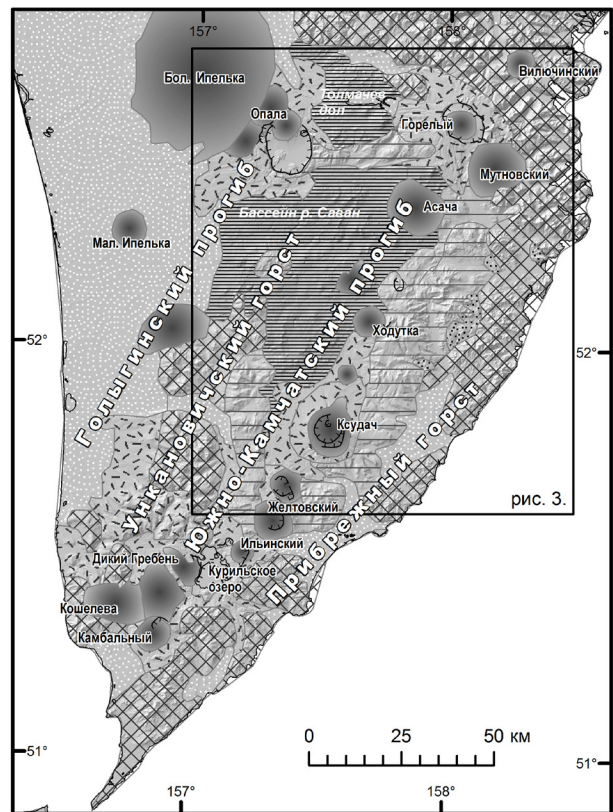 157°
158°
Вилючинский
Бол. Ипелька
Толмачев
дол
Опала
Горелый
Мутновский
Асача
Бассейн р. Саван
Мал. Ипелька
Голыгинский прогиб
Ункановичский горст
Южно-Камчатский прогиб
Прибрежный горст
52°
52°
Ходутка
Ксудач
рис. 3.
Желтовский
Ильинский
Дикий Гребень
Курильское
озеро
Кошелева
Камбальный
0 25 50 км
51°
51°
157°
158°